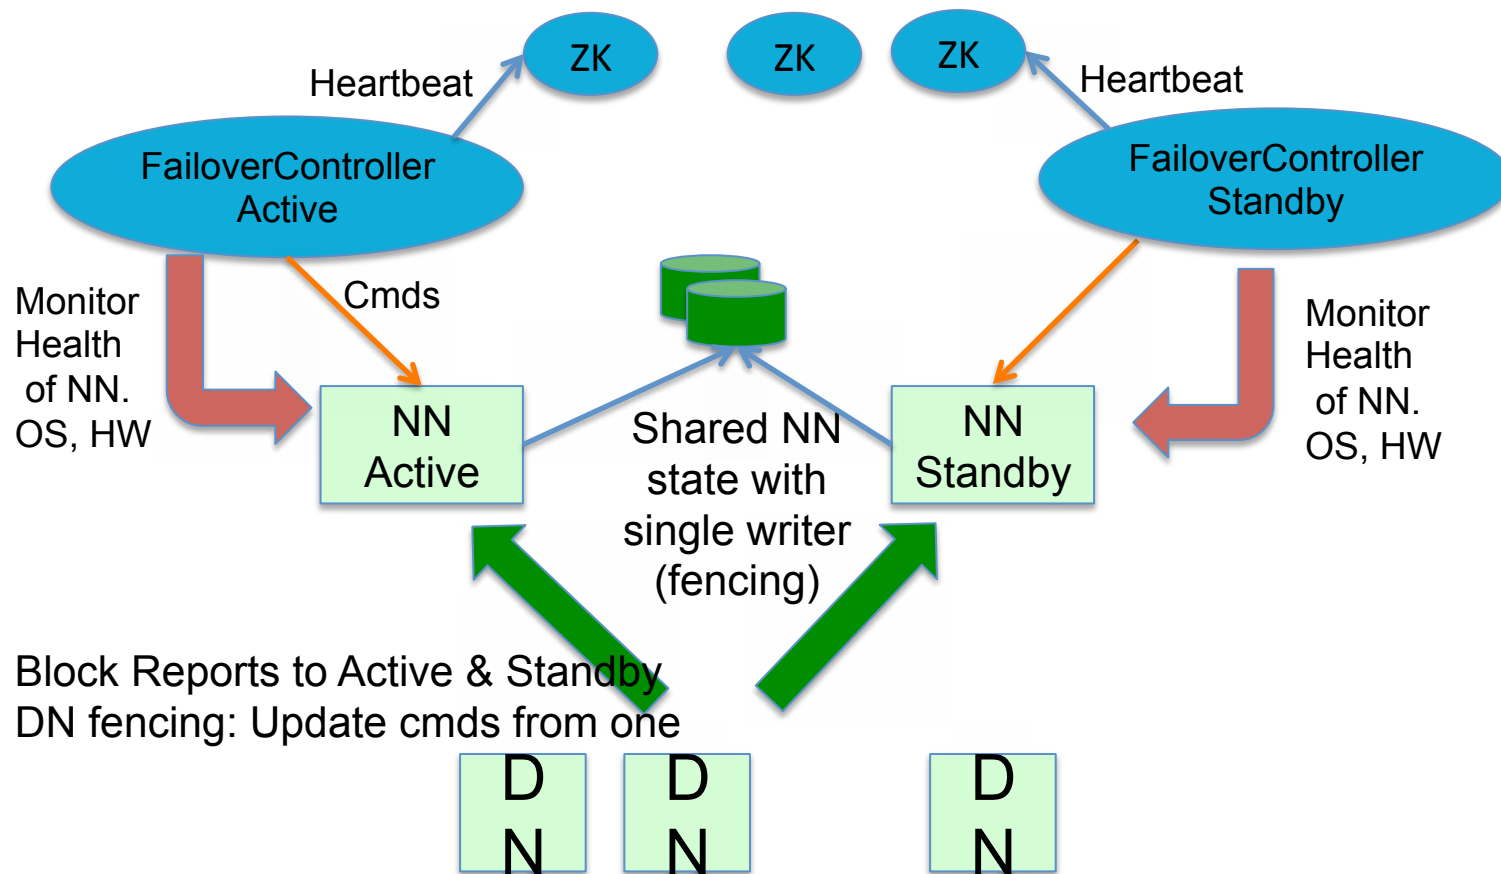 ZK
ZK
ZK
Heartbeat
Heartbeat
FailoverController
Active
FailoverController
Standby
Cmds
Monitor
Health
of NN.
OS, HW
Monitor
Health
of NN.
OS, HW
NN
Active
Shared NN
state with
single writer
(fencing)
NN
Standby
Block Reports to Active & Standby
DN fencing: Update cmds from one
D
N
D
N
D
N